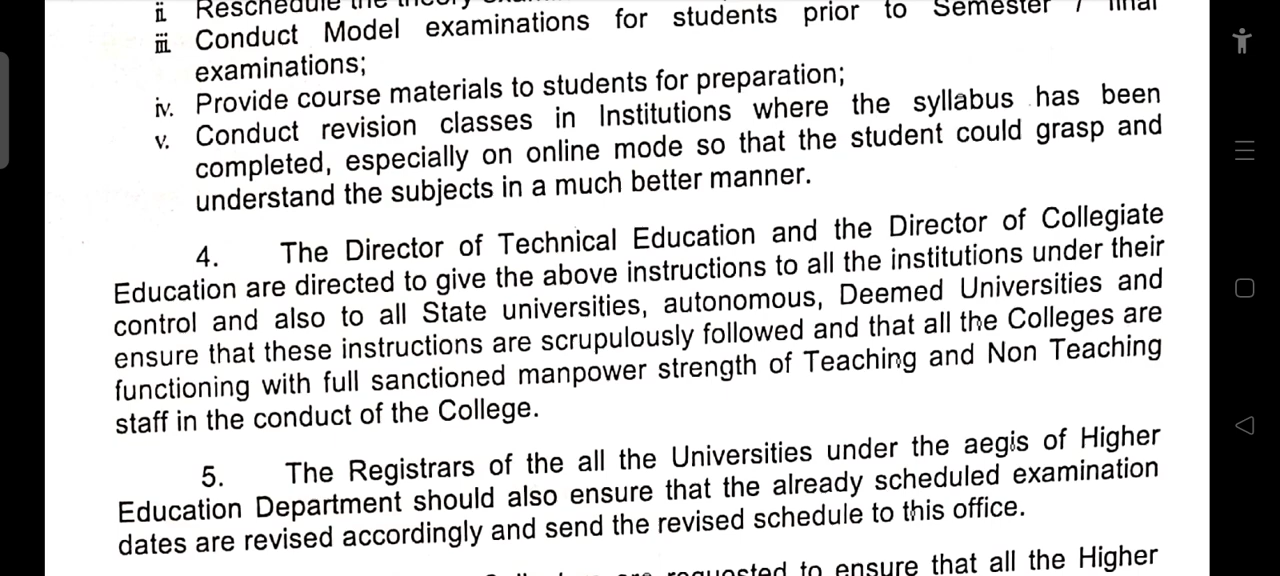 ii. Reschedule the theory
iii. Conduct Model examinations for students prior to Semester / final
examinations;
iv. Provide course materials to students for preparation;
v. Conduct revision classes in Institutions where the syllabus has been
completed, especially on online mode so that the student could grasp and
understand the subjects in a much better manner.
4. The Director of Technical Education and the Director of Collegiate
Education are directed to give the above instructions to all the institutions under their
control and also to all State universities, autonomous, Deemed Universities and
ensure that these instructions are scrupulously followed and that all the Colleges are
functioning with full sanctioned manpower strength of Teaching and Non Teaching
staff in the conduct of the College.
5. The Registrars of the all the Universities under the aegis of Higher
Education Department should also ensure that the already scheduled examination
dates are revised accordingly and send the revised schedule to this office.
requested to ensure that all the Higher